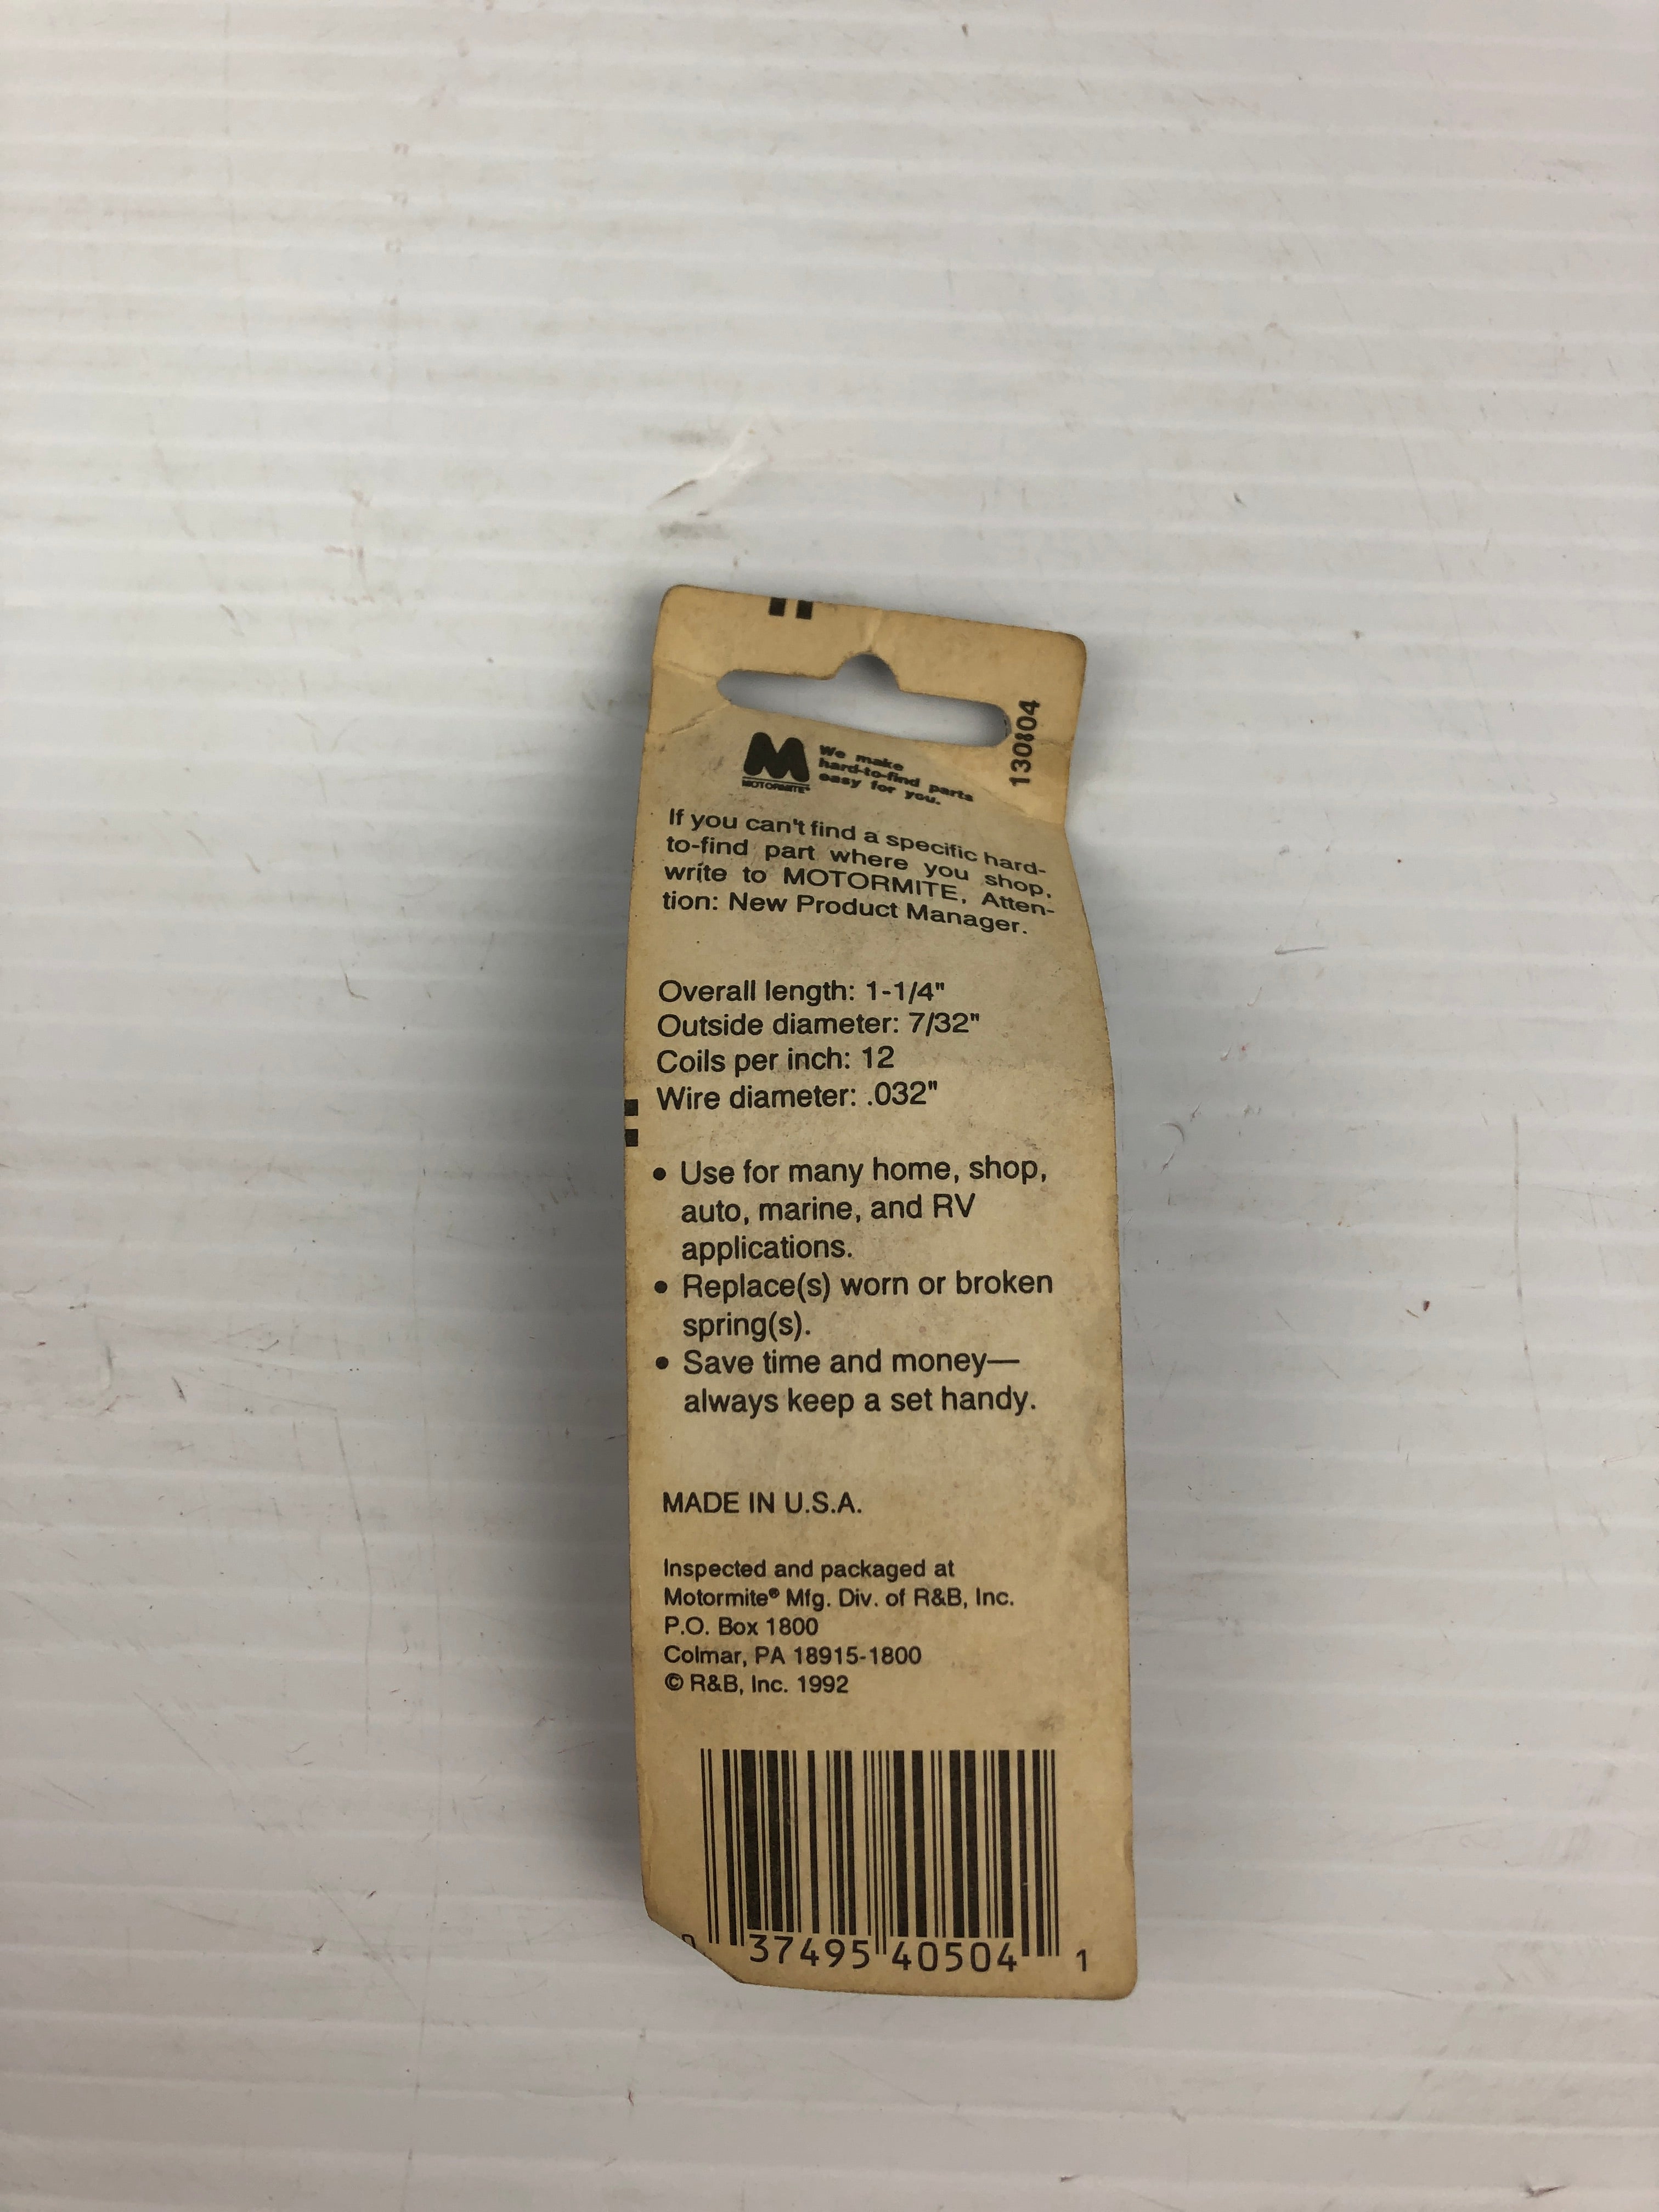 130804
M
We make
hard-to-find parts
easy for you.
MOTORMITE®
If you can't find a specific hard-
to-find part where you shop,
write to MOTORMITE, Atten-
tion: New Product Manager.
Overall length: 1-1/4"
Outside diameter: 7/32"
Coils per inch: 12
Wire diameter: .032"
• Use for many home, shop,
auto, marine, and RV
applications.
• Replace(s) worn or broken
spring(s).
• Save time and money—
always keep a set handy.
MADE IN U.S.A.
Inspected and packaged at
Motormite® Mfg. Div. of R&B, Inc.
P.O. Box 1800
Colmar, PA 18915-1800
© R&B, Inc. 1992
0 37495 40504 1